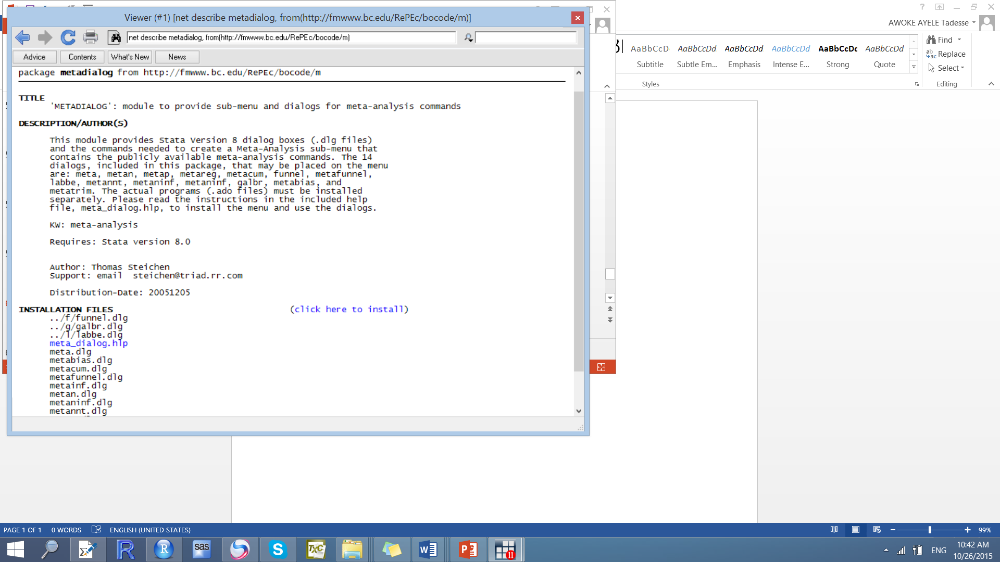 Viewer (#1) [net describe metadialog, from(http://fmwww.bc.edu/RePEc/bocode/m)]
net describe metadialog, from(http://fmwww.bc.edu/RePEc/bocode/m)
Advice Contents What's New News
package metadialog from http://fmwww.bc.edu/RePEc/bocode/m
TITLE
'METADIALOG': module to provide sub-menu and dialogs for meta-analysis commands
DESCRIPTION/AUTHOR(S)
This module provides Stata Version 8 dialog boxes (.dlg files)
and the commands needed to create a Meta-Analysis sub-menu that
contains the publicly available meta-analysis commands. The 14
dialogs, included in this package, that may be placed on the menu
are: meta, metan, metap, metareg, metacum, funnel, metafunnel,
labbe, metannt, metaninf, metaninf, galbr, metabias, and
metatrim. The actual programs (.ado files) must be installed
separately. Please read the instructions in the included help
file, meta_dialog.hlp, to install the menu and use the dialogs.
KW: meta-analysis
Requires: Stata version 8.0
Author: Thomas Steichen
Support: email steichen@triad.rr.com
Distribution-Date: 20051205
INSTALLATION FILES (click here to install)
../f/funnel.dlg
../g/galbr.dlg
../l/labbe.dlg
meta_dialog.hlp
meta.dlg
metabias.dlg
metacum.dlg
metafunnel.dlg
metainf.dlg
metan.dlg
metaninf.dlg
metannt.dlg
AWOKE AYELE Tadesse
AaBbCcD AaBbCcDd AaBbCcDd AaBbCcDd AaBbCcDc AaBbCcDd
Subtitle Subtle Em... Emphasis Intense E... Strong Quote
Styles
Find
Replace
Select
Editing
PAGE 1 OF 1 0 WORDS ENGLISH (UNITED STATES) 99%
R R sas S TXC W P 11
ENG
10:42 AM
10/26/2015